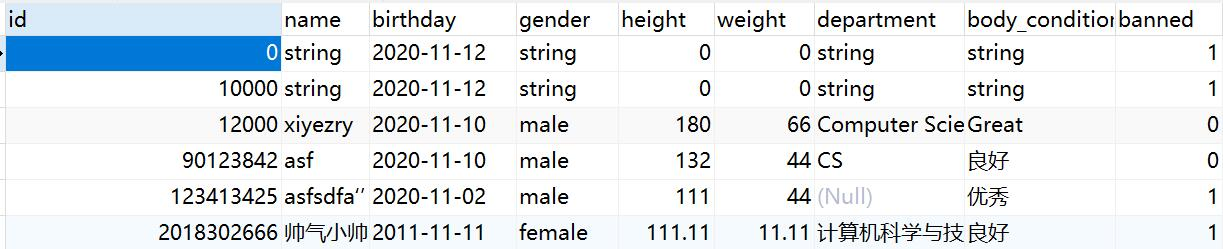 id name birthday gender height weight department body_condition banned
0 string 2020-11-12 string 0 0 string string 1
10000 string 2020-11-12 string 0 0 string string 1
12000 xiyezry 2020-11-10 male 180 66 Computer Scie Great 0
90123842 asf 2020-11-10 male 132 44 CS 良好 0
123413425 asfsdfa‘’ 2020-11-02 male 111 44 (Null) 优秀 1
2018302666 帅气小帅 2011-11-11 female 111.11 11.11 计算机科学与技 良好 1